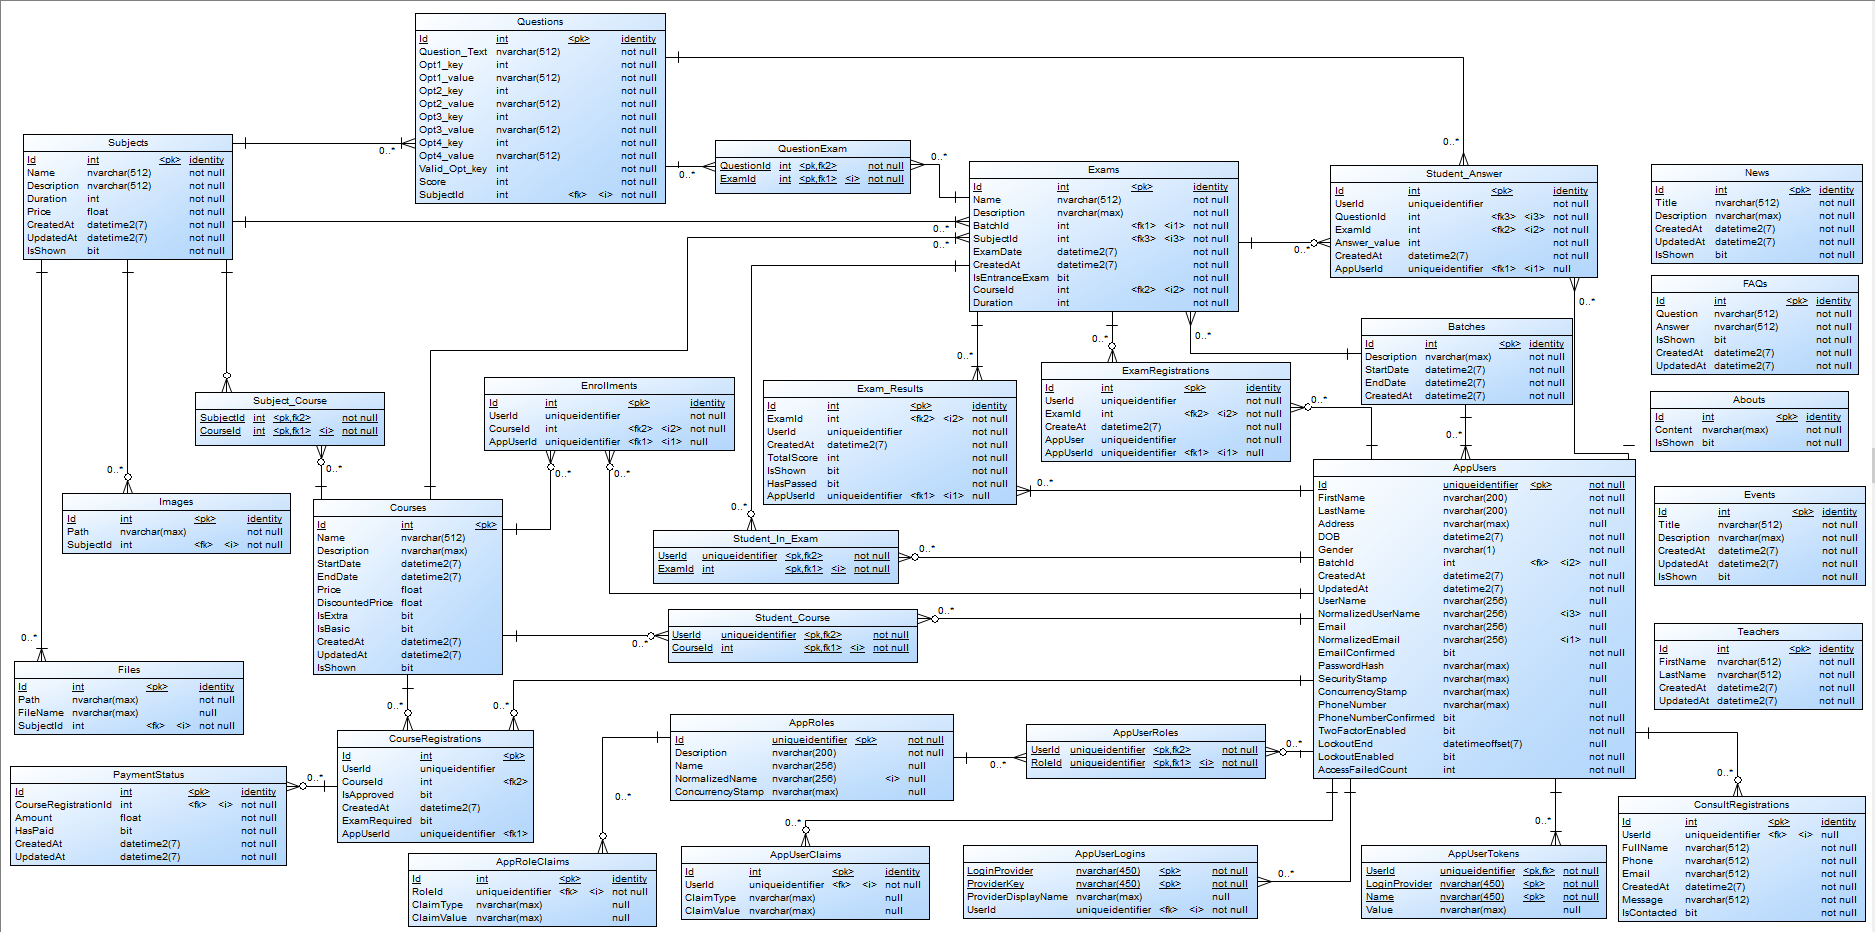 Questions
Id int <pk> identity
Question_Text nvarchar(512) not null
Opt1_key int not null
Opt1_value nvarchar(512) not null
Opt2_key int not null
Opt2_value nvarchar(512) not null
Opt3_key int not null
Opt3_value nvarchar(512) not null
Opt4_key int not null
Opt4_value nvarchar(512) not null
Valid_Opt_key int not null
Score int not null
SubjectId int <fk> <i> not null
Subjects
Id int <pk> identity
Name nvarchar(512) not null
Description nvarchar(512) not null
Duration int not null
Price float not null
CreatedAt datetime2(7) not null
UpdatedAt datetime2(7) not null
IsShown bit not null
0..*
QuestionExam
QuestionId int <pk,fk2> not null
ExamId int <pk,fk1> <i> not null
0..*
0..*
Exams
Id int <pk> identity
Name nvarchar(512) not null
Description nvarchar(max) not null
BatchId int <fk1> <i1> not null
SubjectId int <fk3> <i3> not null
ExamDate datetime2(7) not null
CreatedAt datetime2(7) not null
IsEntranceExam bit not null
CourseId int <fk2> <i2> not null
Duration int not null
0..*
0..*
0..*
Student_Answer
Id int <pk> identity
UserId uniqueidentifier not null
QuestionId int <fk3> <i3> not null
ExamId int <fk2> <i2> not null
Answer_value int not null
CreatedAt datetime2(7) not null
AppUserId uniqueidentifier <fk1> <i1> null
0..*
0..*
News
Id int <pk> identity
Title nvarchar(512) not null
Description nvarchar(max) not null
CreatedAt datetime2(7) not null
UpdatedAt datetime2(7) not null
IsShown bit not null
FAQs
Id int <pk> identity
Question nvarchar(512) not null
Answer nvarchar(512) not null
IsShown bit not null
CreatedAt datetime2(7) not null
UpdatedAt datetime2(7) not null
Batches
Id int <pk> identity
Description nvarchar(max) not null
StartDate datetime2(7) not null
EndDate datetime2(7) not null
CreatedAt datetime2(7) not null
0..*
0..*
0..*
0..*
ExamRegistrations
Id int <pk> identity
UserId uniqueidentifier not null
ExamId int <fk2> <i2> not null
CreateAt datetime2(7) not null
AppUser uniqueidentifier not null
AppUserId uniqueidentifier <fk1> <i1> null
0..*
Exam_Results
Id int <pk> identity
ExamId int <fk2> <i2> not null
UserId uniqueidentifier not null
CreatedAt datetime2(7) not null
TotalScore int not null
IsShown bit not null
HasPassed bit not null
AppUserId uniqueidentifier <fk1> <i1> null
0..*
Enrollments
Id int <pk> identity
UserId uniqueidentifier not null
CourseId int <fk2> <i2> not null
AppUserId uniqueidentifier <fk1> <i1> null
0..*
0..*
Subject_Course
SubjectId int <pk,fk2> not null
CourseId int <pk,fk1> <i> not null
0..*
Abouts
Id int <pk> identity
Content nvarchar(max) not null
IsShown bit not null
0..*
Images
Id int <pk> identity
Path nvarchar(max) not null
SubjectId int <fk> <i> not null
Courses
Id int <pk>
Name nvarchar(512)
Description nvarchar(max)
StartDate datetime2(7)
EndDate datetime2(7)
Price float
DiscountedPrice float
IsExtra bit
IsBasic bit
CreatedAt datetime2(7)
UpdatedAt datetime2(7)
IsShown bit
0..*
Student_In_Exam
UserId uniqueidentifier <pk,fk2> not null
ExamId int <pk,fk1> <i> not null
0..*
AppUsers
Id uniqueidentifier <pk> not null
FirstName nvarchar(200) not null
LastName nvarchar(200) not null
Address nvarchar(max) null
DOB datetime2(7) not null
Gender nvarchar(1) not null
BatchId int <fk> <i2> not null
CreatedAt datetime2(7) not null
UpdatedAt datetime2(7) not null
UserName nvarchar(256) null
NormalizedUserName nvarchar(256) <i3> null
Email nvarchar(256) null
NormalizedEmail nvarchar(256) <i1> null
EmailConfirmed bit not null
PasswordHash nvarchar(max) null
SecurityStamp nvarchar(max) null
ConcurrencyStamp nvarchar(max) null
PhoneNumber nvarchar(max) null
PhoneNumberConfirmed bit not null
TwoFactorEnabled bit not null
LockoutEnd datetimeoffset(7) null
LockoutEnabled bit not null
AccessFailedCount int not null
Events
Id int <pk> identity
Title nvarchar(512) not null
Description nvarchar(max) not null
CreatedAt datetime2(7) not null
UpdatedAt datetime2(7) not null
IsShown bit not null
Student_Course
UserId uniqueidentifier <pk,fk2> not null
CourseId int <pk,fk1> <i> not null
0..*
0..*
Teachers
Id int <pk> identity
FirstName nvarchar(512) not null
LastName nvarchar(512) not null
CreatedAt datetime2(7) not null
UpdatedAt datetime2(7) not null
0..*
Files
Id int <pk> identity
Path nvarchar(max) not null
FileName nvarchar(max) null
SubjectId int <fk> <i> not null
0..*
0..*
CourseRegistrations
Id int <pk>
UserId uniqueidentifier
CourseId int <fk2>
IsApproved bit
CreatedAt datetime2(7)
ExamRequired bit
AppUserId uniqueidentifier <fk1>
PaymentStatus
Id int <pk> identity
CourseRegistrationId int <fk> <i> not null
Amount float not null
HasPaid bit not null
CreatedAt datetime2(7) not null
UpdatedAt datetime2(7) not null
0..*
AppRoles
Id uniqueidentifier <pk> not null
Description nvarchar(200) not null
Name nvarchar(256) null
NormalizedName nvarchar(256) <i> null
ConcurrencyStamp nvarchar(max) null
AppUserRoles
UserId uniqueidentifier <pk,fk2> not null
RoleId uniqueidentifier <pk,fk1> <i> not null
0..*
0..*
0..*
AppRoleClaims
Id int <pk> identity
RoleId uniqueidentifier <fk> <i> not null
ClaimType nvarchar(max) null
ClaimValue nvarchar(max) null
0..*
AppUserClaims
Id int <pk> identity
UserId uniqueidentifier <fk> <i> not null
ClaimType nvarchar(max) null
ClaimValue nvarchar(max) null
AppUserLogins
LoginProvider nvarchar(450) <pk> not null
ProviderKey nvarchar(450) <pk> not null
ProviderDisplayName nvarchar(max) null
UserId uniqueidentifier <fk> <i> not null
0..*
0..*
AppUserTokens
UserId uniqueidentifier <pk,fk> not null
LoginProvider nvarchar(450) <pk> not null
Name nvarchar(450) <pk> not null
Value nvarchar(max) null
0..*
ConsultRegistrations
Id int <pk> identity
UserId uniqueidentifier <fk> <i> null
FullName nvarchar(512) not null
Phone nvarchar(512) not null
Email nvarchar(512) not null
CreatedAt datetime2(7) not null
Message nvarchar(512) not null
IsContacted bit not null